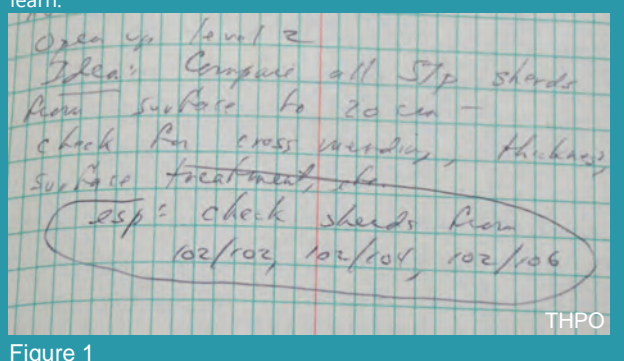 learn.
Open up level 2
Idea: Compare all STp sherds
from surface to 20 cm –
check for cross mending, thickness,
surface treatment,
esp: check sherds from
102/102, 102/104, 102/106
THPO
Figure 1